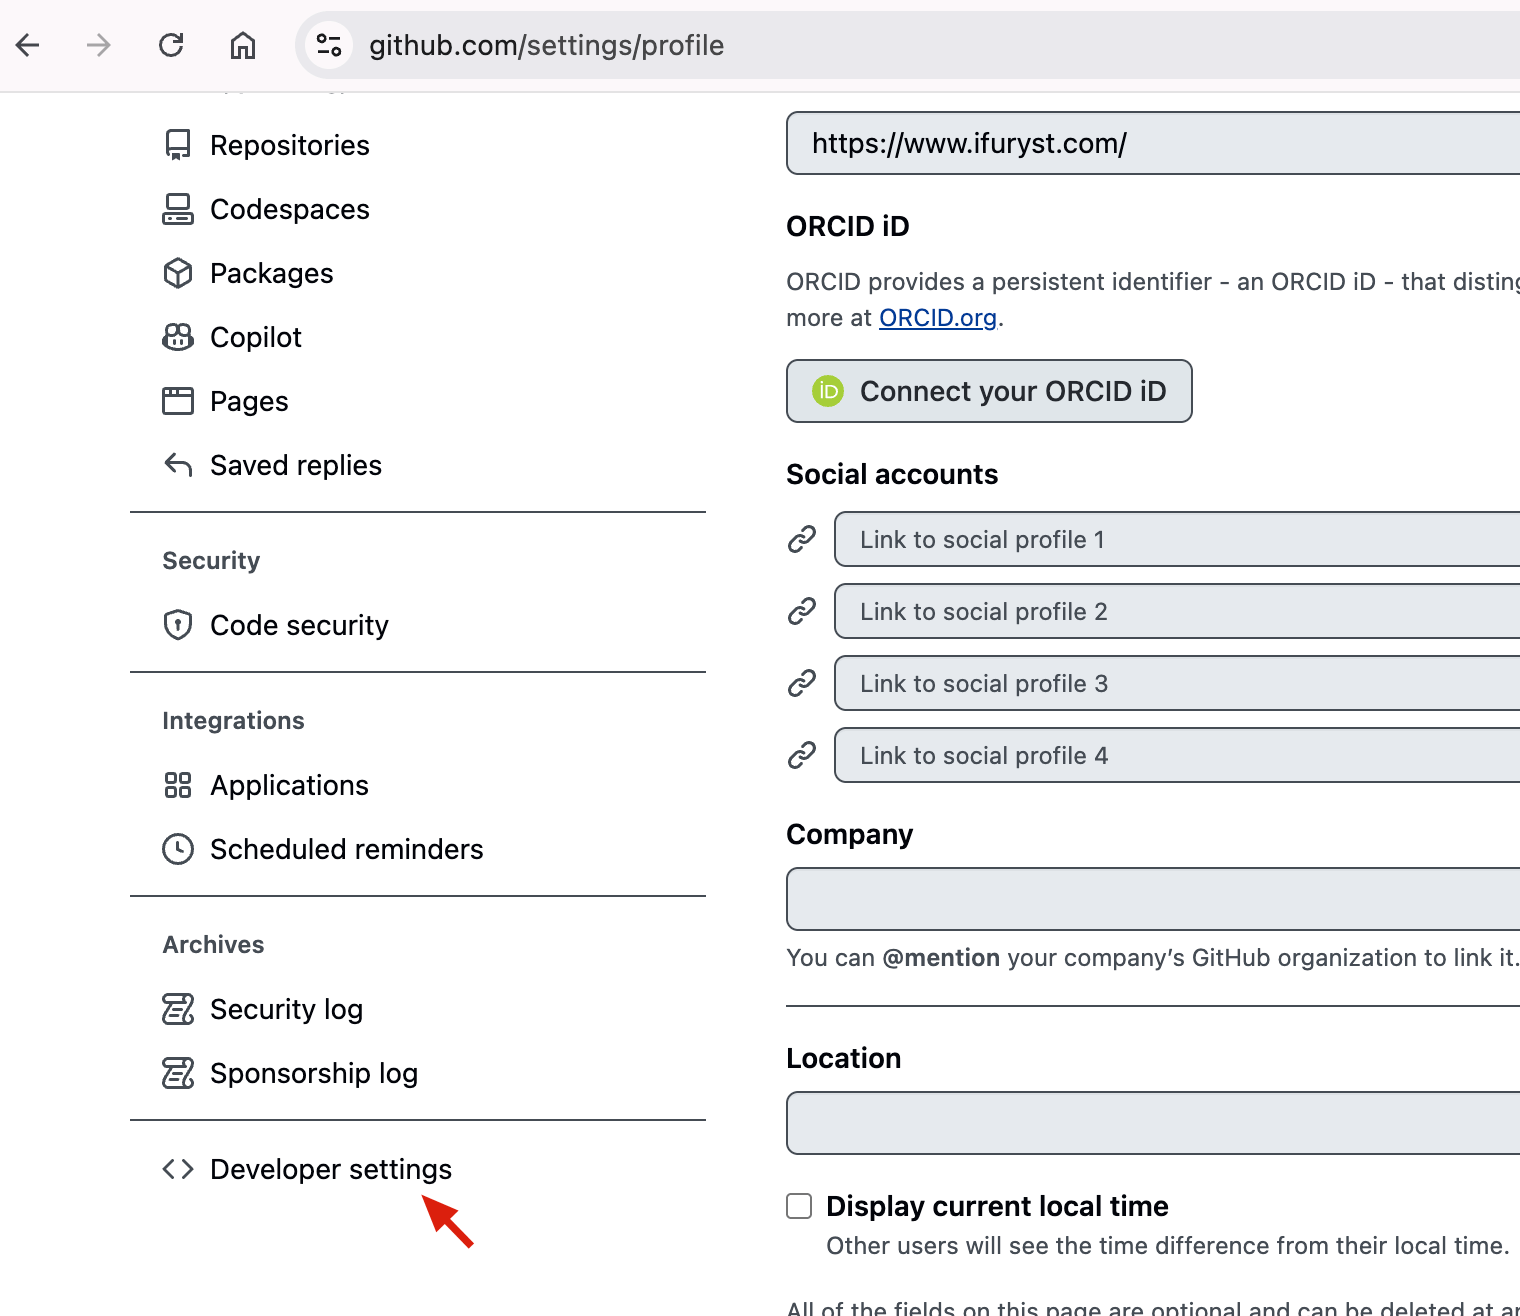 github.com/settings/profile
Repositories
Codespaces
Packages
Copilot
Pages
Saved replies
Security
Code security
Integrations
Applications
Scheduled reminders
Archives
Security log
Sponsorship log
Developer settings
https://www.ifuryst.com/
ORCID iD
ORCID provides a persistent identifier - an ORCID iD - that disting
more at ORCID.org.
iD Connect your ORCID iD
Social accounts
Link to social profile 1
Link to social profile 2
Link to social profile 3
Link to social profile 4
Company
You can @mention your company’s GitHub organization to link it.
Location
Display current local time
Other users will see the time difference from their local time.
All of the fields on this page are optional and can be deleted at an